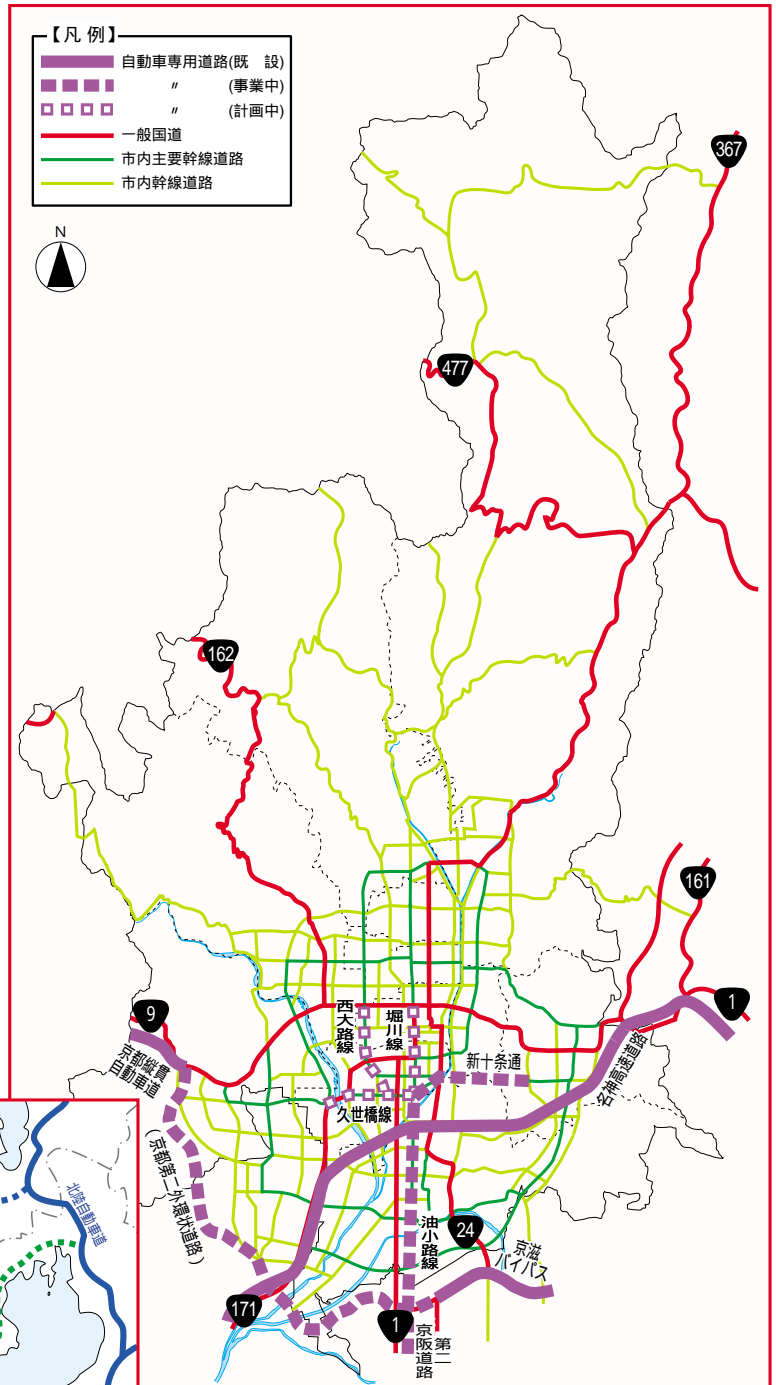 【凡 例】
自動車専用道路(既 設)
〃 (事業中)
〃 (計画中)
一般国道
市内主要幹線道路
市内幹線道路
N
367
477
162
161
9
1
京都縦貫
自動車道
西大路線
堀川線
新十条通
名神高速道路
久世橋線
(京都第二外環状道路)
北陸自動車道
油小路線
24
京滋
バイパス
171
1
第二
京阪道路